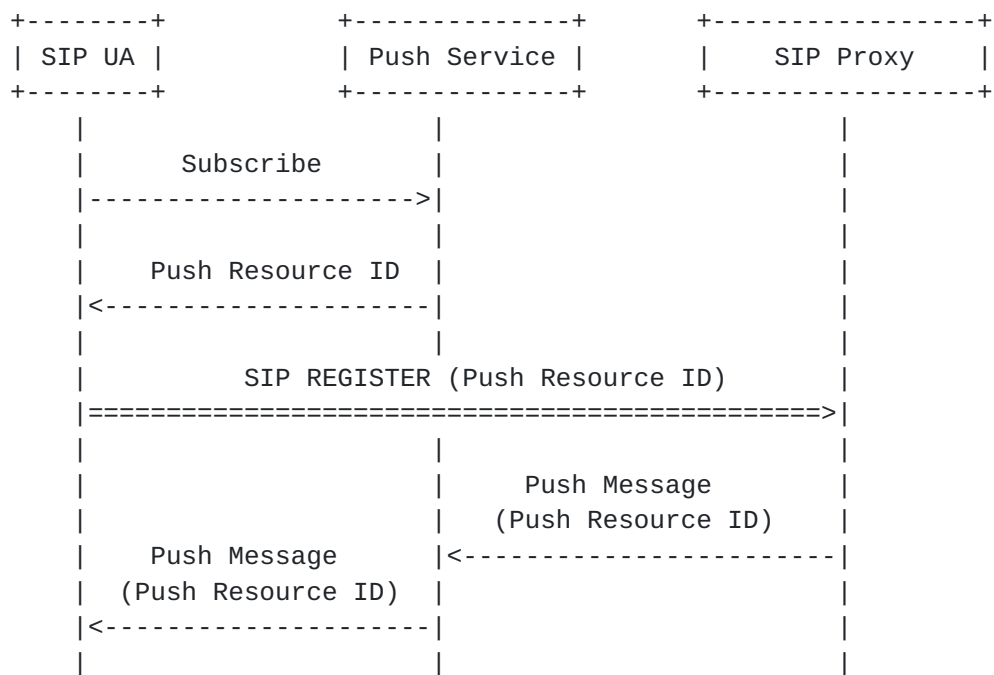 SIP UA
Push Service
SIP Proxy
Subscribe
Push Resource ID
SIP REGISTER (Push Resource ID)
Push Message
(Push Resource ID)
Push Message
(Push Resource ID)